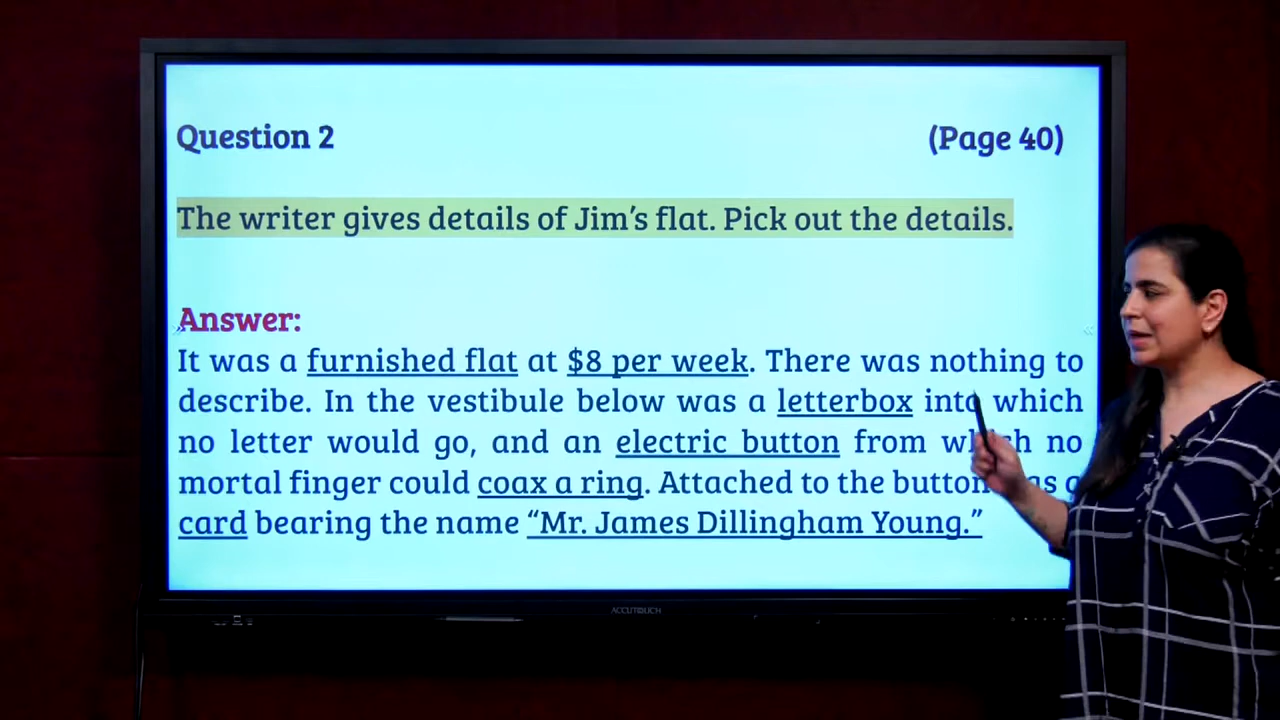 Question 2 (Page 40)
The writer gives details of Jim's flat. Pick out the details.
Answer:
It was a furnished flat at $8 per week. There was nothing to
describe. In the vestibule below was a letterbox into which
no letter would go, and an electric button from which no
mortal finger could coax a ring. Attached to the button was a
card bearing the name “Mr. James Dillingham Young.”
ACCUTOUCH